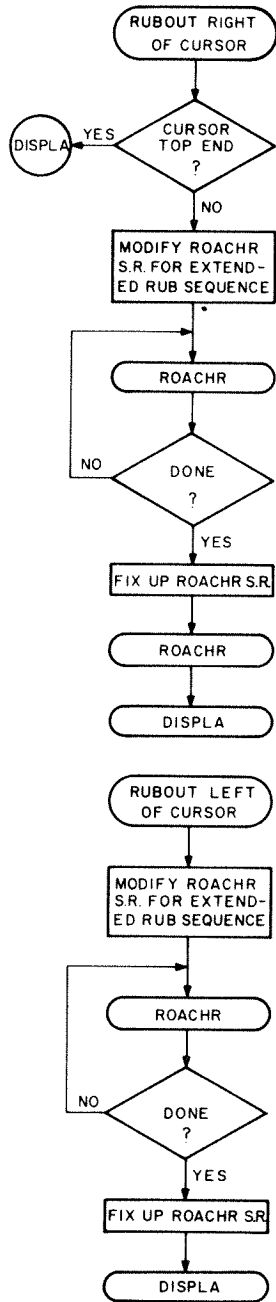 RUBOUT RIGHT
OF CURSOR
CURSOR
TOP END
?
YES
DISPLA
NO
MODIFY ROACHR
S.R. FOR EXTEND-
ED RUB SEQUENCE
ROACHR
DONE
?
NO
YES
FIX UP ROACHR S.R.
ROACHR
DISPLA
RUBOUT LEFT
OF CURSOR
MODIFY ROACHR
S.R. FOR EXTEND-
ED RUB SEQUENCE
ROACHR
DONE
?
NO
YES
FIX UP ROACHR S.R.
DISPLA